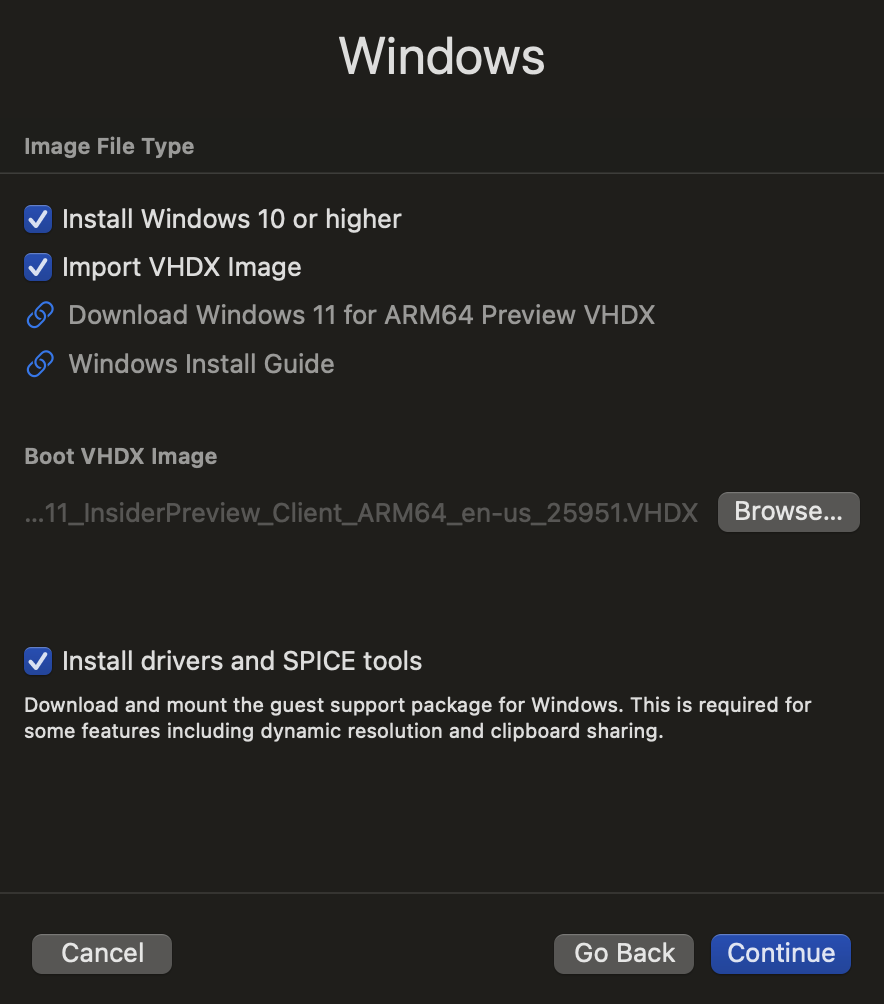 Windows
Image File Type
Install Windows 10 or higher
Import VHDX Image
Download Windows 11 for ARM64 Preview VHDX
Windows Install Guide
Boot VHDX Image
...11_InsiderPreview_Client_ARM64_en-us_25951.VHDX
Browse...
Install drivers and SPICE tools
Download and mount the guest support package for Windows. This is required for
some features including dynamic resolution and clipboard sharing.
Cancel
Go Back
Continue